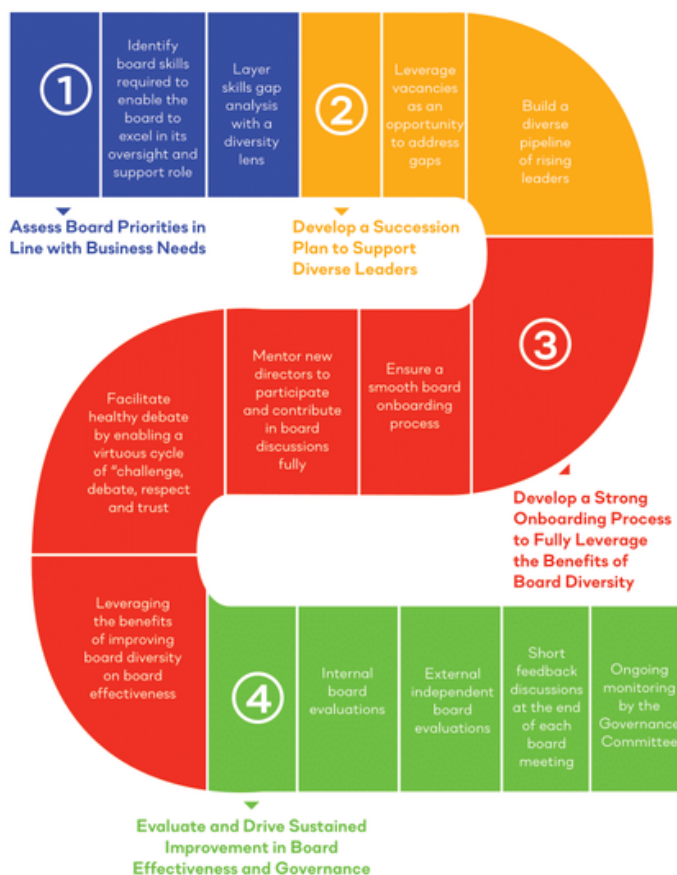 1
Identify
board skills
required to
enable the
board to
excel in its
oversight and
support role
Layer
skills gap
analysis
with a
diversity
lens
2
Leverage
vacancies
as an
opportunity
to address
gaps
Build a
diverse
pipeline
of rising
leaders
Assess Board Priorities in
Line with Business Needs
Develop a Succession
Plan to Support
Diverse Leaders
3
Ensure a
smooth board
onboarding
process
Mentor new
directors to
participate
and contribute
in board
discussions
fully
Facilitate
healthy debate
by enabling a
virtuous cycle
of “challenge,
debate, respect
and trust
Develop a Strong
Onboarding Process
to Fully Leverage
the Benefits of
Board Diversity
Leveraging
the benefits
of improving
board diversity
on board
effectiveness
4
Internal
board
evaluations
External
independent
board
evaluations
Short
feedback
discussions
at the end
of each
board
meeting
Ongoing
monitoring
by the
Governance
Committee
Evaluate and Drive Sustained
Improvement in Board
Effectiveness and Governance